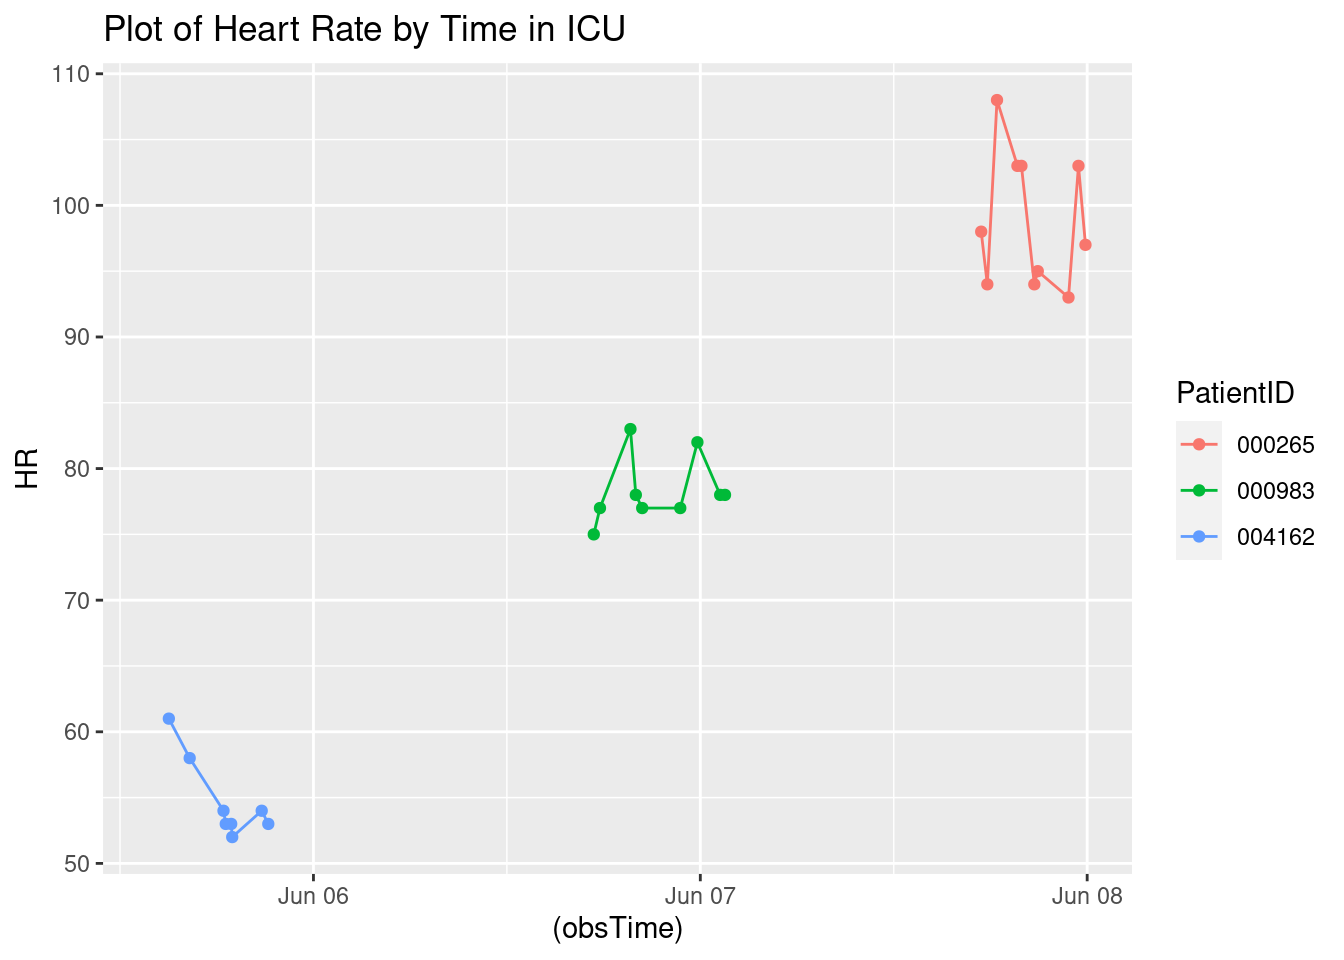 Plot of Heart Rate by Time in ICU
110
100
90
80
70
60
50
HR
Jun 06
Jun 07
Jun 08
(obsTime)
PatientID
000265
000983
004162